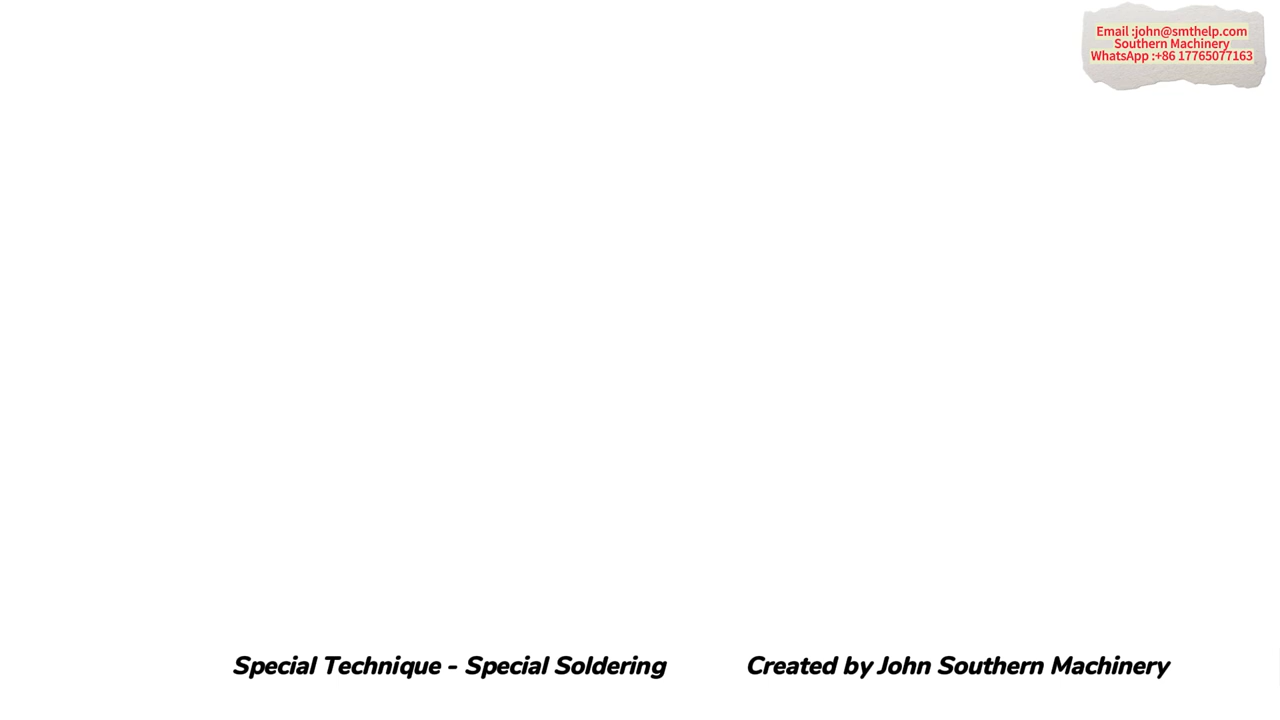 Email :john@smthelp.com
Southern Machinery
WhatsApp :+86 17765077163
Special Technique - Special Soldering
Created by John Southern Machinery